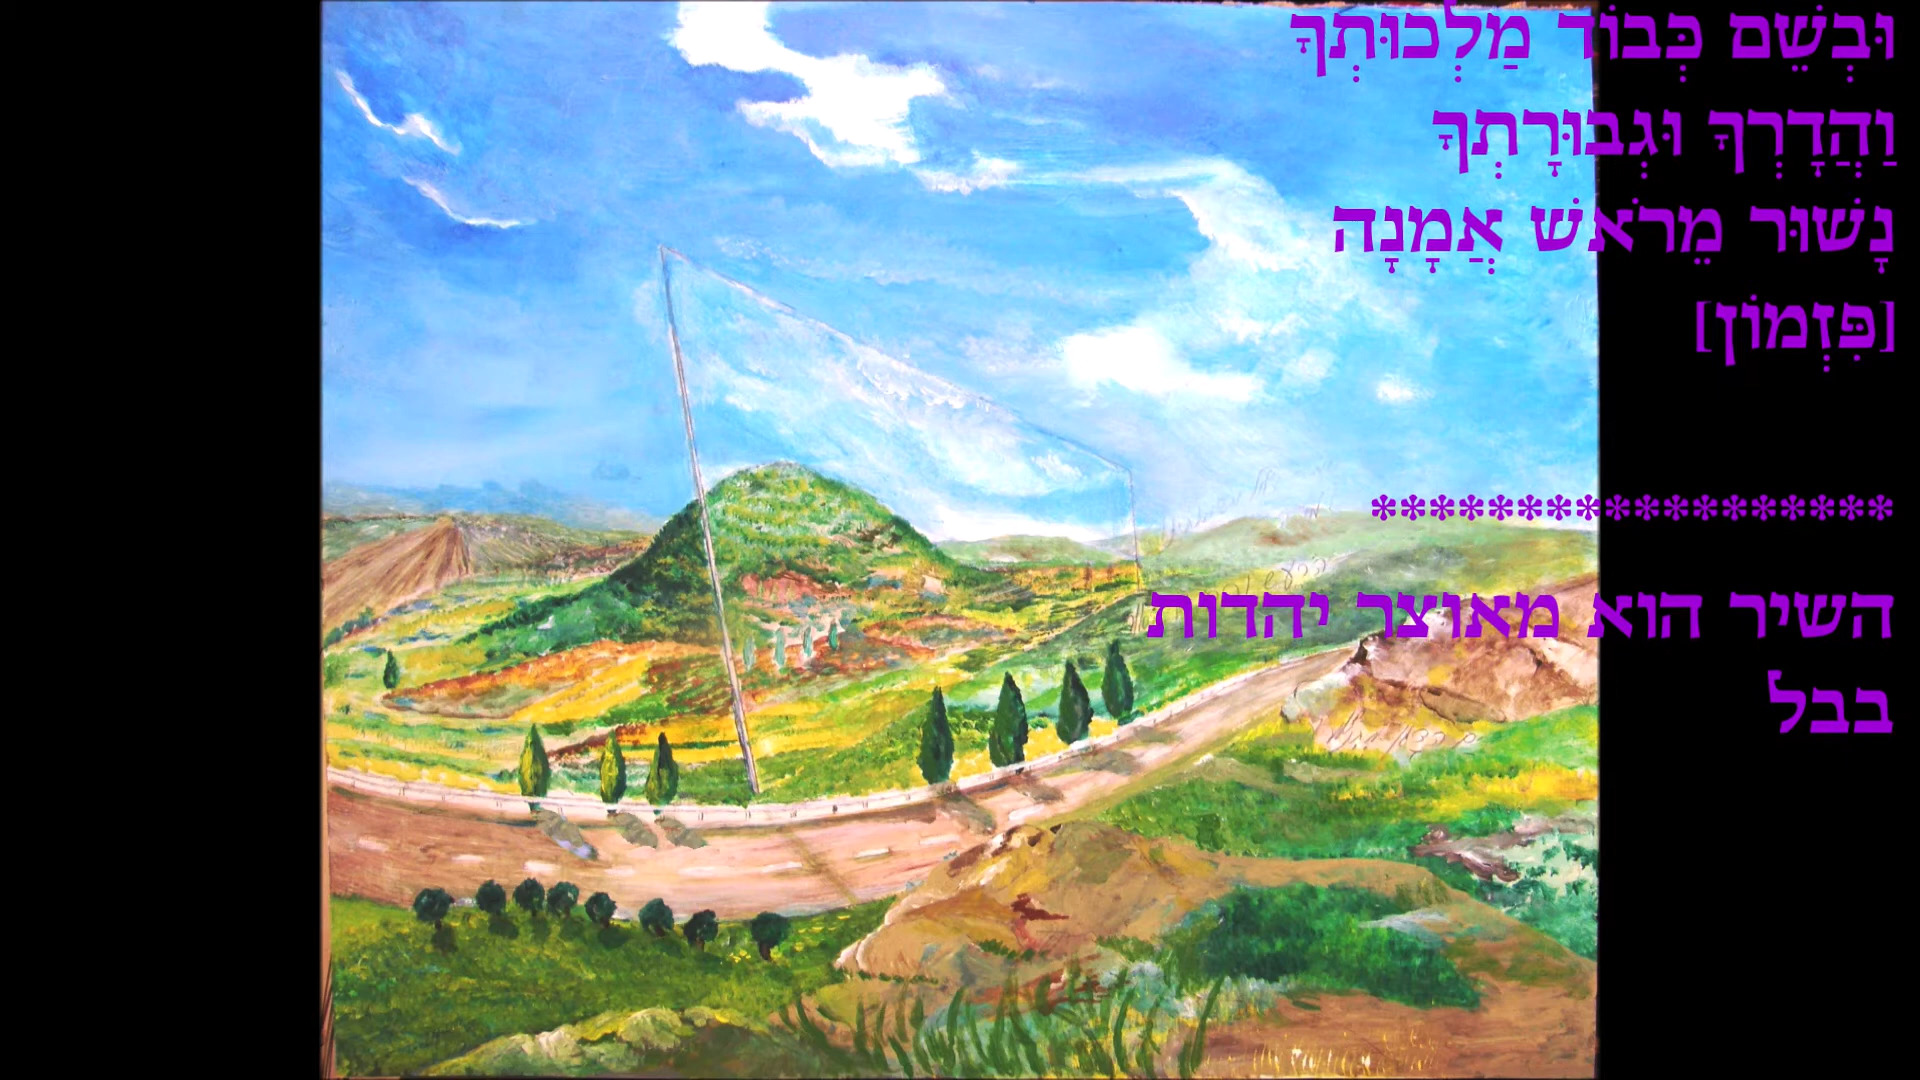 וּבְשֵׁם כְּבוֹד מַלְכוּתְךָ
וַהֲדָרְךָ וּגְבוּרָתְךָ
נָשׁוּר מֵרֹאשׁ אֲמָנָה
[פִּזְמוֹן]
******************
השיר הוא מאוצר יהדות
בבל